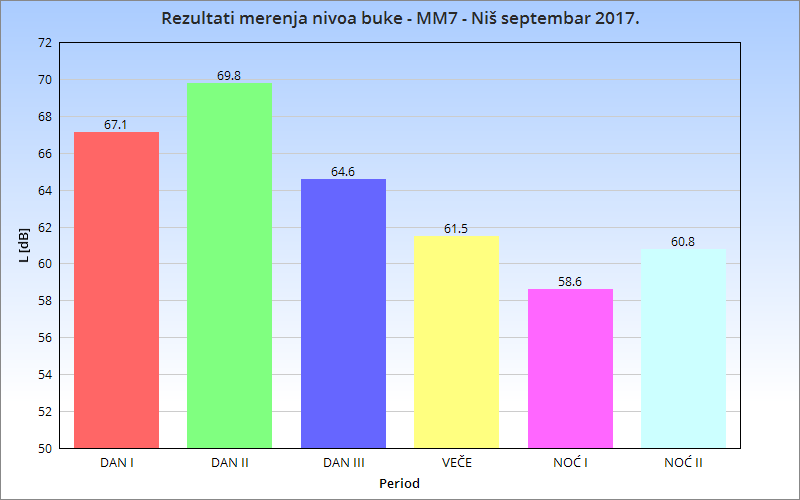 Rezultati merenja nivoa buke - MM7 - Niš septembar 2017.
72
70
68
66
64
62
60
58
56
54
52
50
L [dB]
67.1
69.8
64.6
61.5
58.6
60.8
DAN I
DAN II
DAN III
VEČE
NOĆ I
NOĆ II
Period